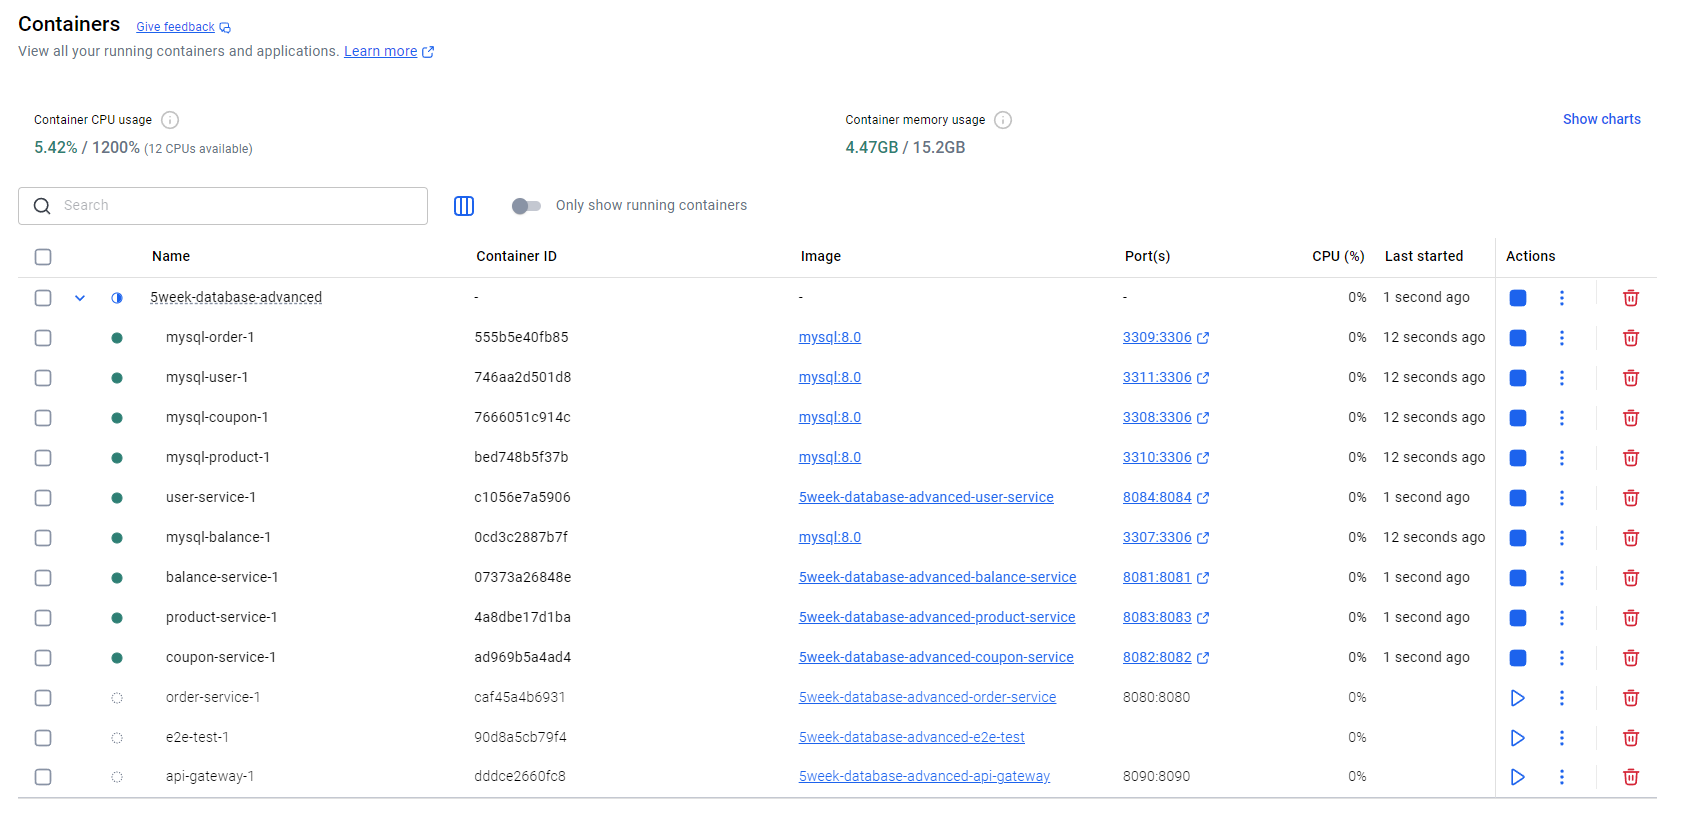 Containers Give feedback
View all your running containers and applications. Learn more
Container CPU usage Container memory usage Show charts
5.42% / 1200% (12 CPUs available) 4.47GB / 15.2GB
Search Only show running containers
Name Container ID Image Port(s) CPU (%) Last started Actions
5week-database-advanced - - - 0% 1 second ago
mysql-order-1 555b5e40fb85 mysql:8.0 3309:3306 0% 12 seconds ago
mysql-user-1 746aa2d501d8 mysql:8.0 3311:3306 0% 12 seconds ago
mysql-coupon-1 7666051c914c mysql:8.0 3308:3306 0% 12 seconds ago
mysql-product-1 bed748b5f37b mysql:8.0 3310:3306 0% 12 seconds ago
user-service-1 c1056e7a5906 5week-database-advanced-user-service 8084:8084 0% 1 second ago
mysql-balance-1 0cd3c2887b7f mysql:8.0 3307:3306 0% 12 seconds ago
balance-service-1 07373a26848e 5week-database-advanced-balance-service 8081:8081 0% 1 second ago
product-service-1 4a8dbe17d1ba 5week-database-advanced-product-service 8083:8083 0% 1 second ago
coupon-service-1 ad969b5a4ad4 5week-database-advanced-coupon-service 8082:8082 0% 1 second ago
order-service-1 caf45a4b6931 5week-database-advanced-order-service 8080:8080 0%
e2e-test-1 90d8a5cb79f4 5week-database-advanced-e2e-test 0%
api-gateway-1 dddce2660fc8 5week-database-advanced-api-gateway 8090:8090 0%